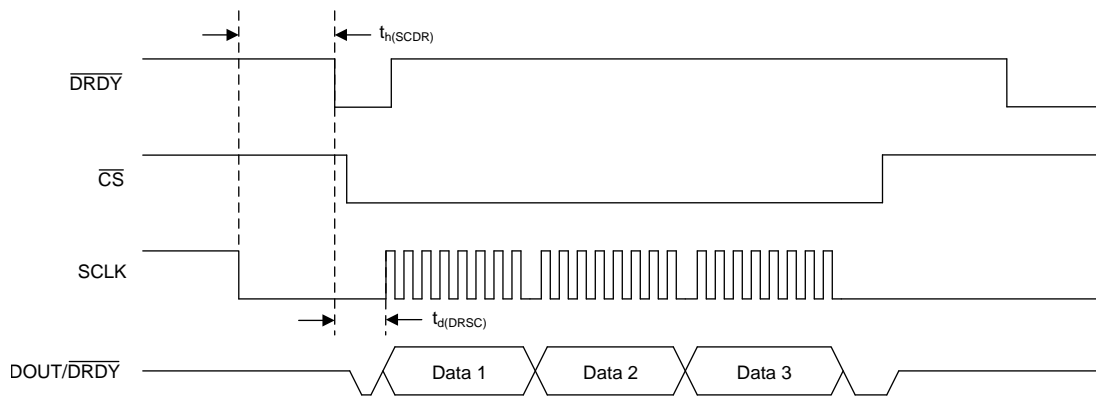 t_h(SCDR)
DRDY
CS
SCLK
t_d(DRSC)
DOUT/DRDY
Data 1
Data 2
Data 3